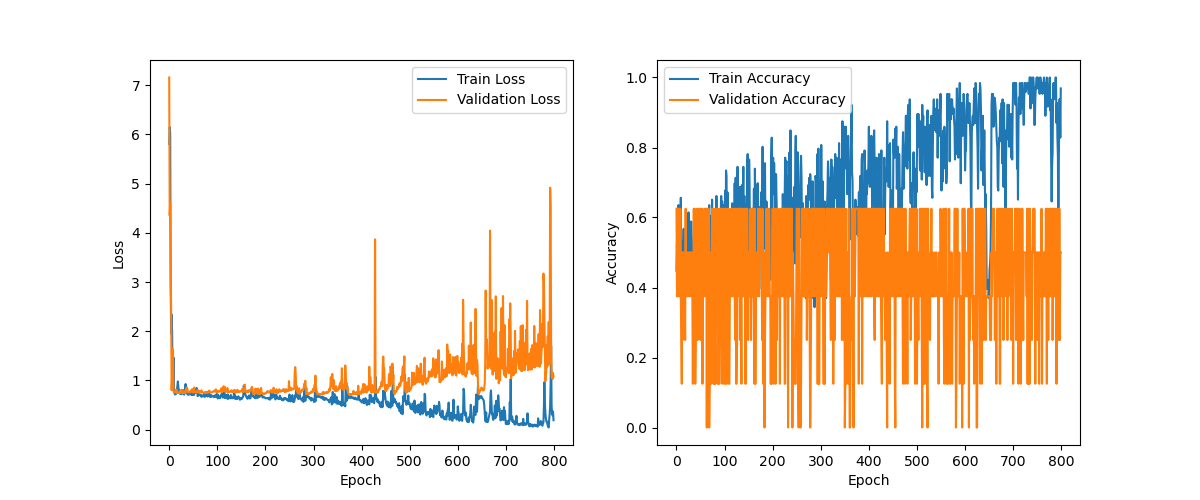 Train Loss
Validation Loss
7
6
5
4
3
2
1
0
Loss
0 100 200 300 400 500 600 700 800
Epoch
Train Accuracy
Validation Accuracy
1.0
0.8
0.6
0.4
0.2
0.0
Accuracy
0 100 200 300 400 500 600 700 800
Epoch